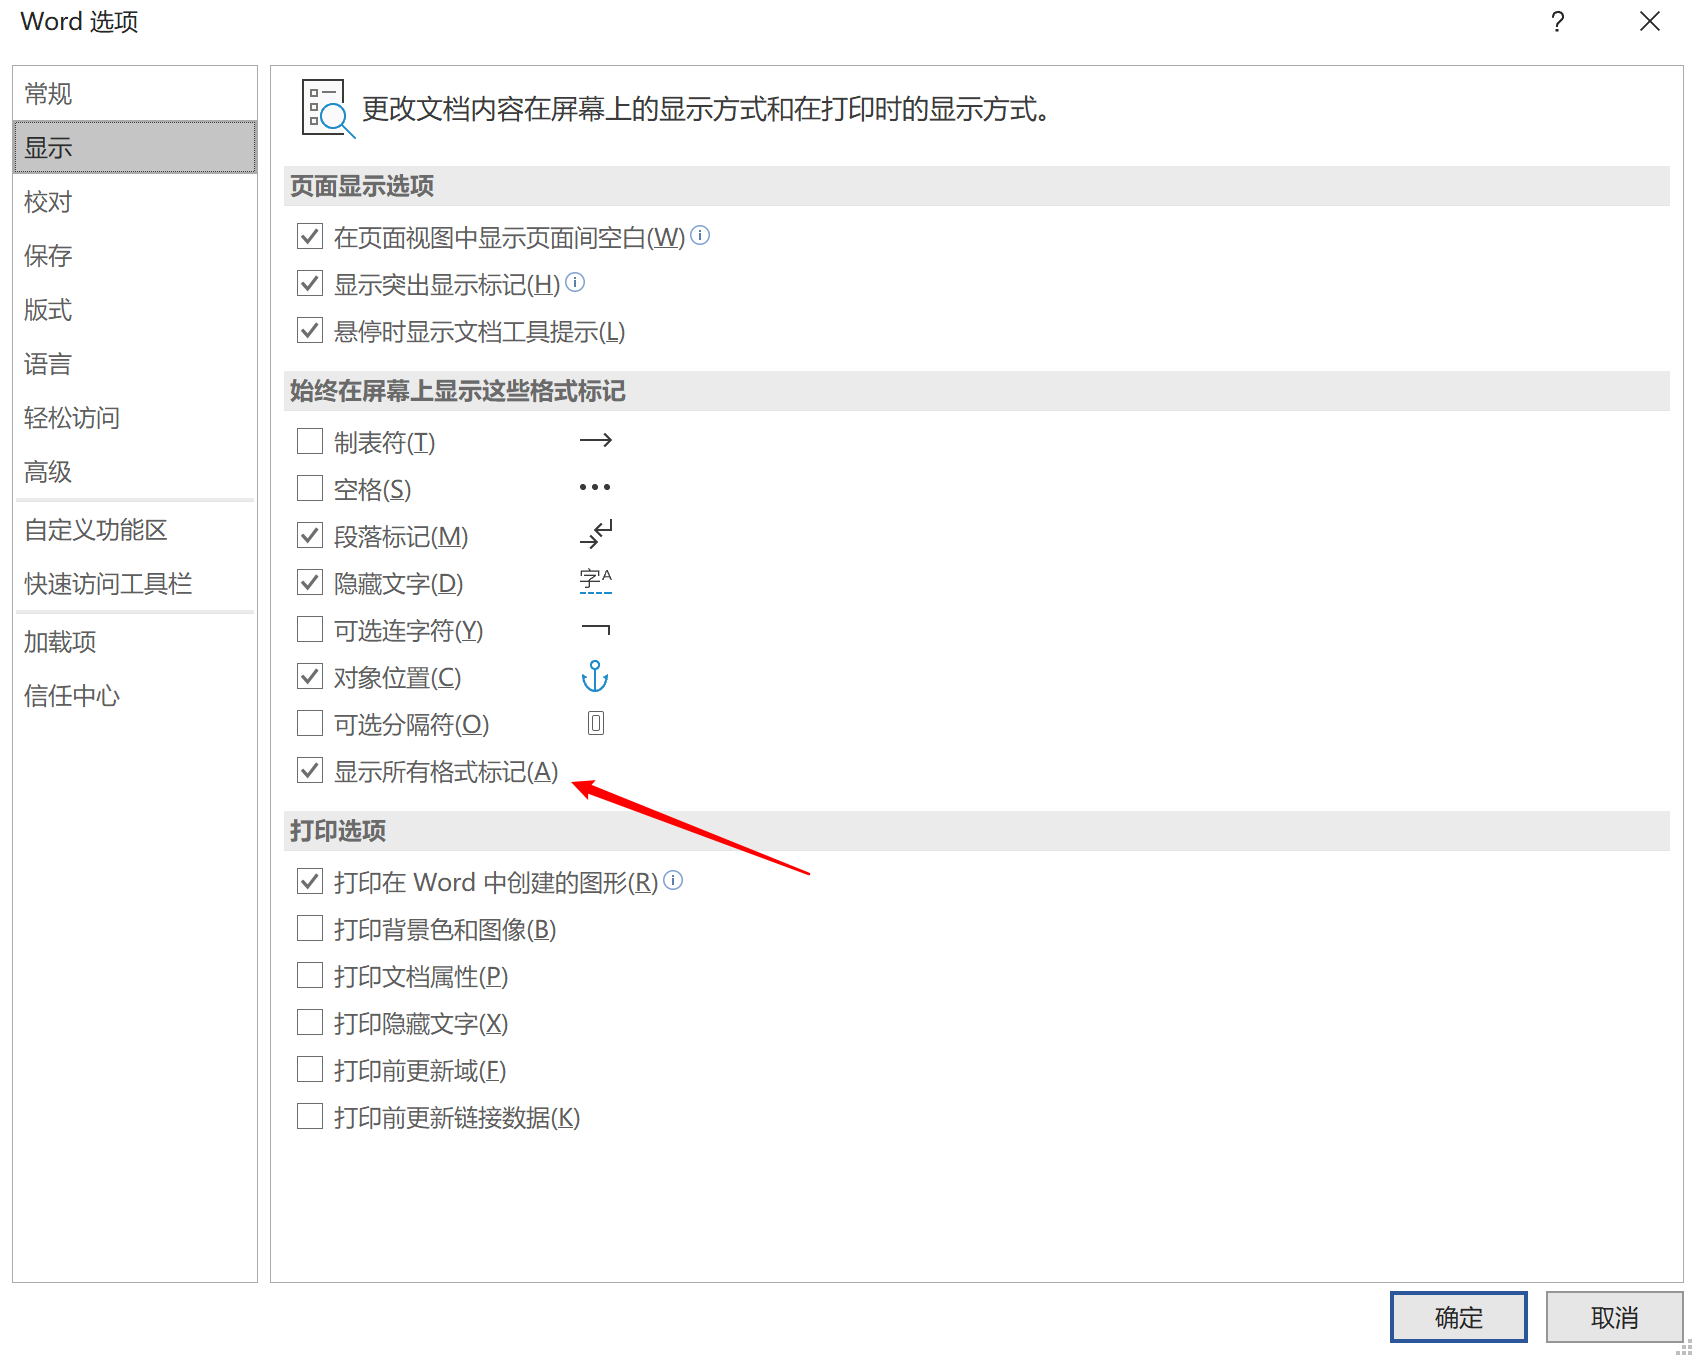 Word 选项
常规
显示
校对
保存
版式
语言
轻松访问
高级
自定义功能区
快速访问工具栏
加载项
信任中心
更改文档内容在屏幕上的显示方式和在打印时的显示方式。
页面显示选项
在页面视图中显示页面间空白(W)
显示突出显示标记(H)
悬停时显示文档工具提示(L)
始终在屏幕上显示这些格式标记
制表符(T)
空格(S)
段落标记(M)
隐藏文字(D) 字A
可选连字符(Y)
对象位置(C)
可选分隔符(O)
显示所有格式标记(A)
打印选项
打印在 Word 中创建的图形(R)
打印背景色和图像(B)
打印文档属性(P)
打印隐藏文字(X)
打印前更新域(F)
打印前更新链接数据(K)
确定 取消